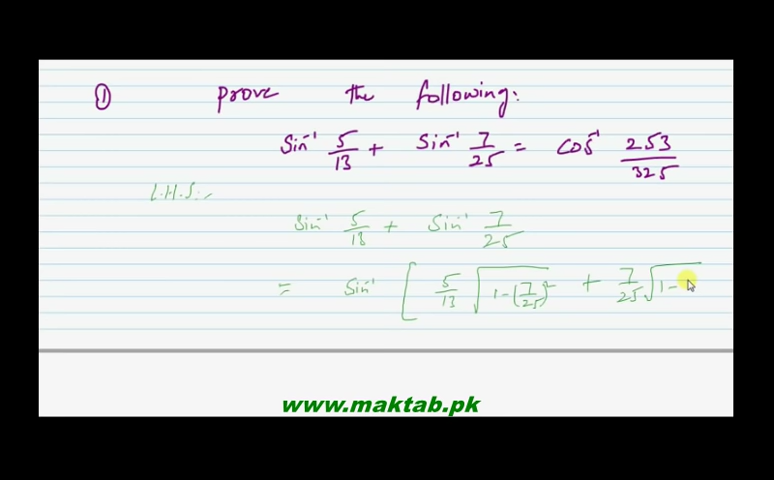 ① Prove the following:
Sin⁻¹ 5/13 + Sin⁻¹ 7/25 = Cos⁻¹ 253/325
L.H.S:-
Sin⁻¹ 5/13 + Sin⁻¹ 7/25
= Sin⁻¹ [ 5/13 √(1-(7/25)²) + 7/25 √(1-
www.maktab.pk